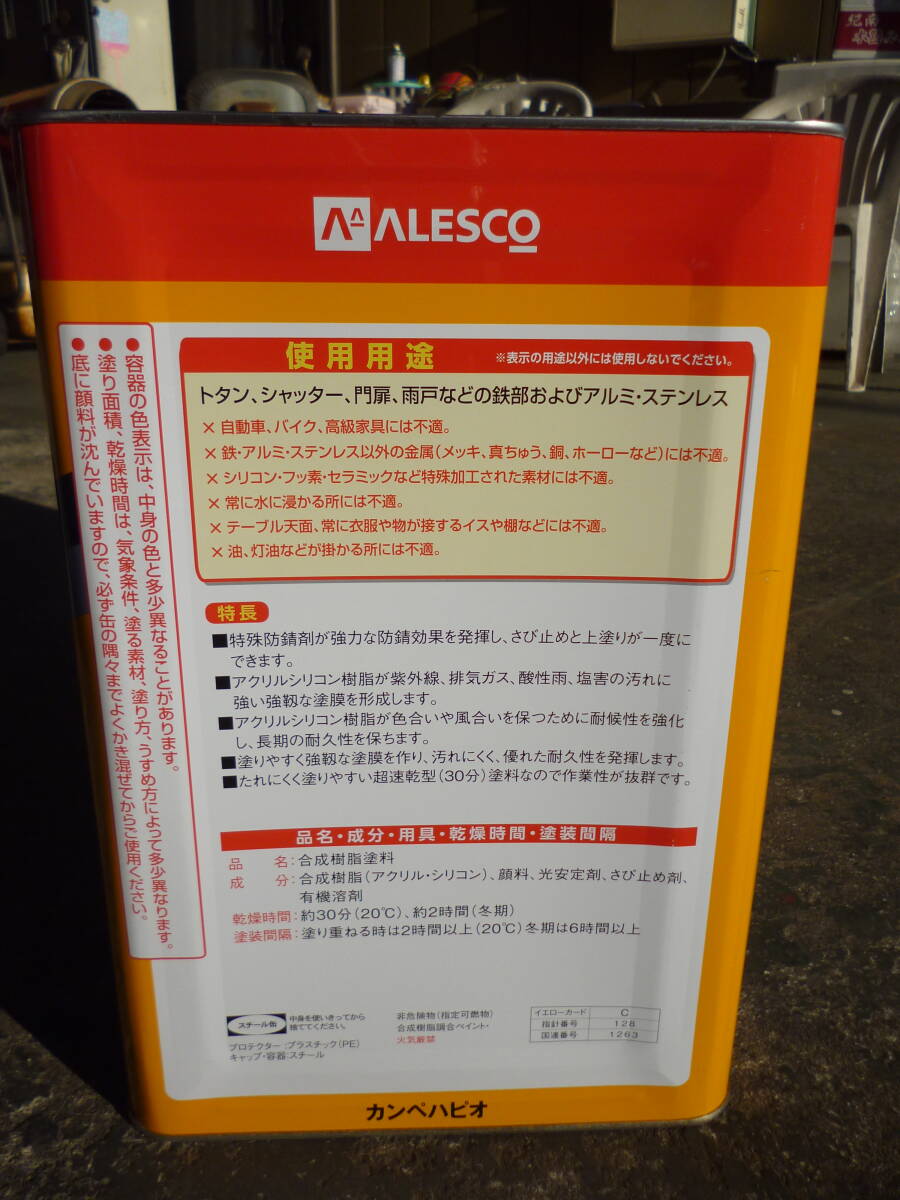 ALESCO
使用用途
※表示の用途以外には使用しないでください。
トタン、シャッター、門扉、雨戸などの鉄部およびアルミ・ステンレス
× 自動車、バイク、高級家具には不適。
× 鉄・アルミ・ステンレス以外の金属（メッキ、真ちゅう、銅、ホーローなど）には不適。
× シリコン・フッ素・セラミックなど特殊加工された素材には不適。
× 常に水に浸かる所には不適。
× テーブル天面、常に衣服や物が接するイスや棚などには不適。
× 油、灯油などが掛かる所には不適。
●容器の色表示は、中身の色と多少異なることがあります。
●塗り面積、乾燥時間は、気象条件、塗る素材、塗り方、うすめ方によって多少異なります。
●底に顔料が沈んでいますので、必ず缶の隅々までよくかき混ぜてからご使用ください。
特長
■特殊防錆剤が強力な防錆効果を発揮し、さび止めと上塗りが一度に
できます。
■アクリルシリコン樹脂が紫外線、排気ガス、酸性雨、塩害の汚れに
強い強靱な塗膜を形成します。
■アクリルシリコン樹脂が色合いや風合いを保つために耐候性を強化
し、長期の耐久性を保ちます。
■塗りやすく強靱な塗膜を作り、汚れにくく、優れた耐久性を発揮します。
■たれにくく塗りやすい超速乾型（30分）塗料なので作業性が抜群です。
品名・成分・用具・乾燥時間・塗装間隔
品　　名：合成樹脂塗料
成　　分：合成樹脂（アクリル・シリコン）、顔料、光安定剤、さび止め剤、
有機溶剤
乾燥時間：約30分（20℃）、約2時間（冬期）
塗装間隔：塗り重ねる時は2時間以上（20℃）冬期は6時間以上
スチール缶
中身を使いきってから
捨ててください。
プロテクター：プラスチック（PE）
キャップ・容器：スチール
非危険物（指定可燃物）
合成樹脂調合ペイント・
火気厳禁
イエローカード C
指針番号 128
国連番号 1263
カンペハピオ